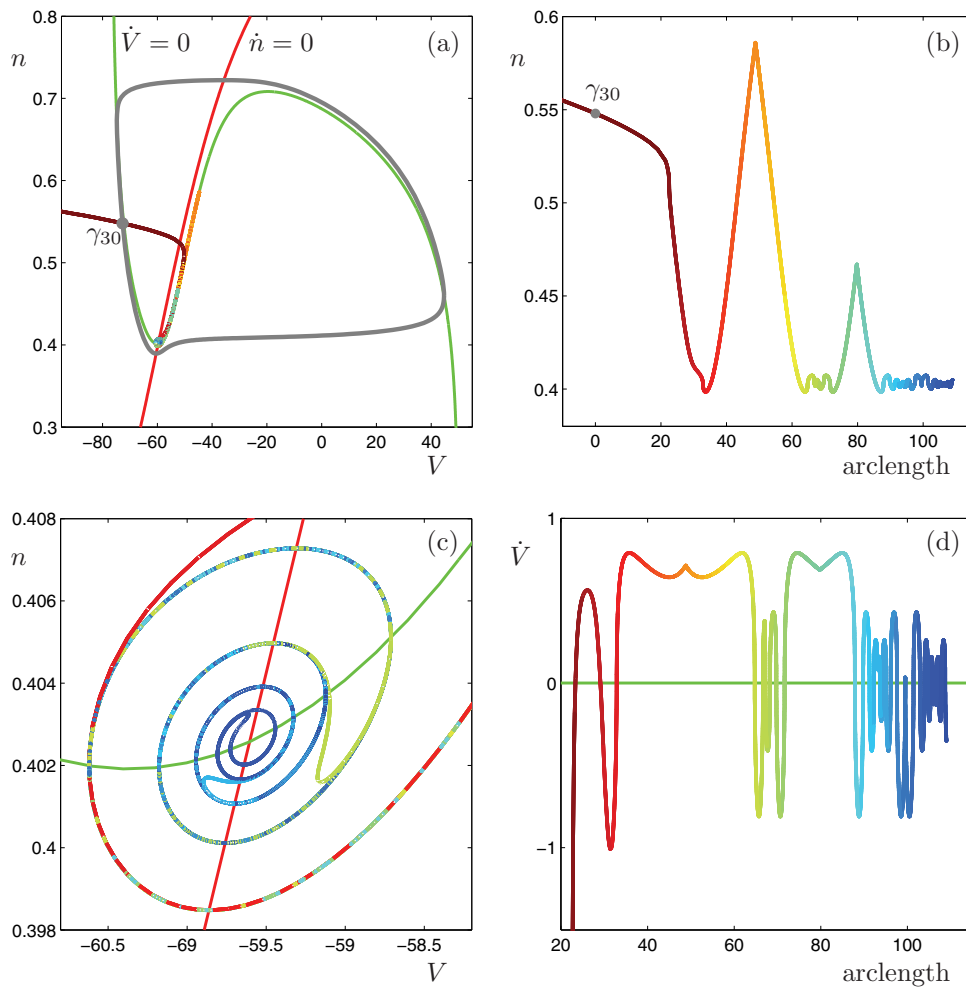 0.8
V̇ = 0
ṅ = 0
(a)
n
0.7
0.6
γ30
0.5
0.4
0.3
−80
−60
−40
−20
0
20
40
V
0.6
(b)
n
γ30
0.55
0.5
0.45
0.4
0
20
40
60
80
100
arclength
0.408
(c)
n
0.406
0.404
0.402
0.4
0.398
−60.5
−69
−59.5
−59
−58.5
V
1
(d)
V̇
0
−1
20
40
60
80
100
arclength